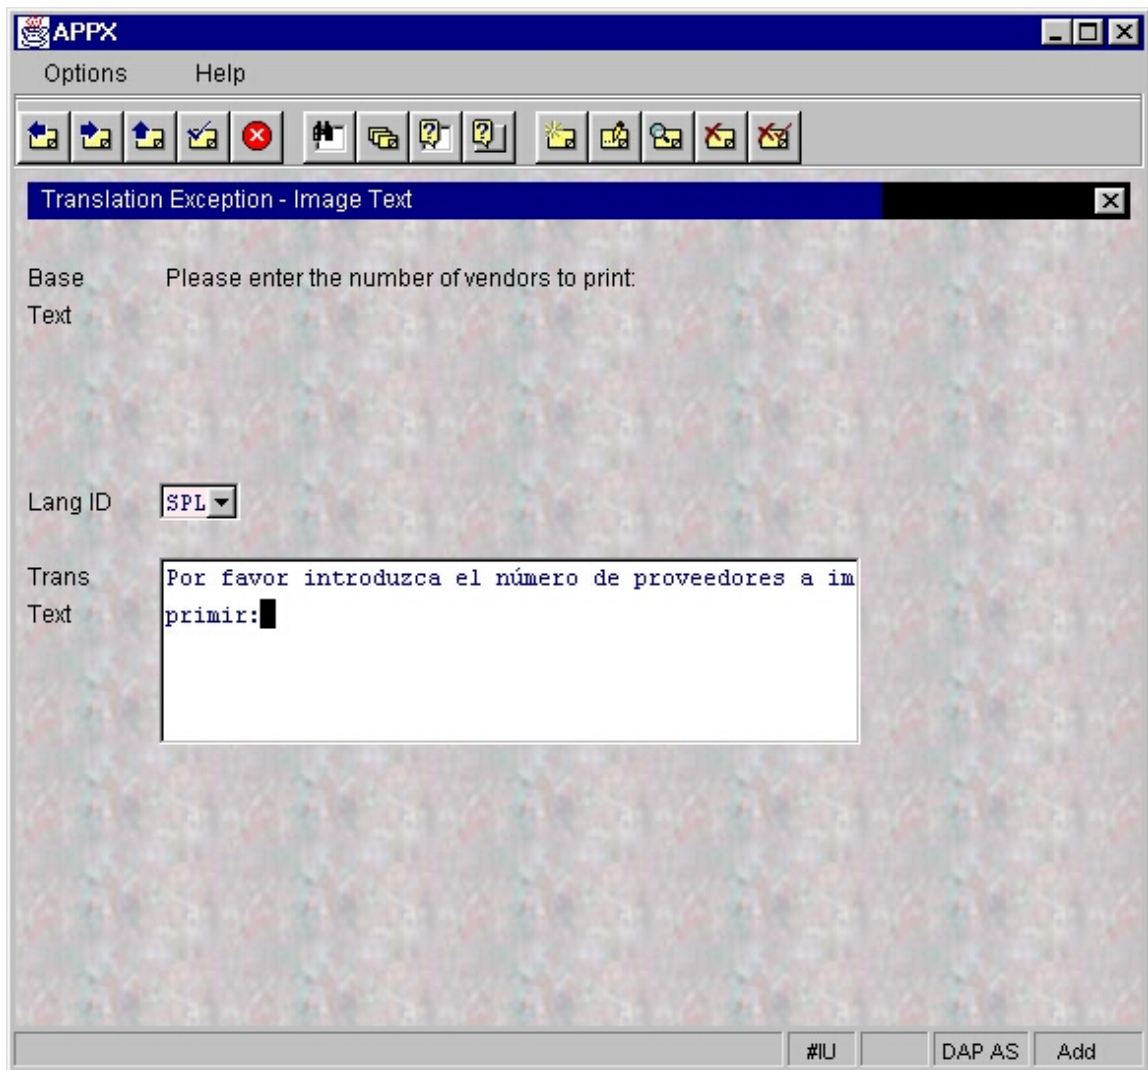 APPX
Options Help
Translation Exception - Image Text
Base Please enter the number of vendors to print:
Text
Lang ID SPL
Trans Por favor introduzca el número de proveedores a im
Text primir:
#IU DAP AS Add